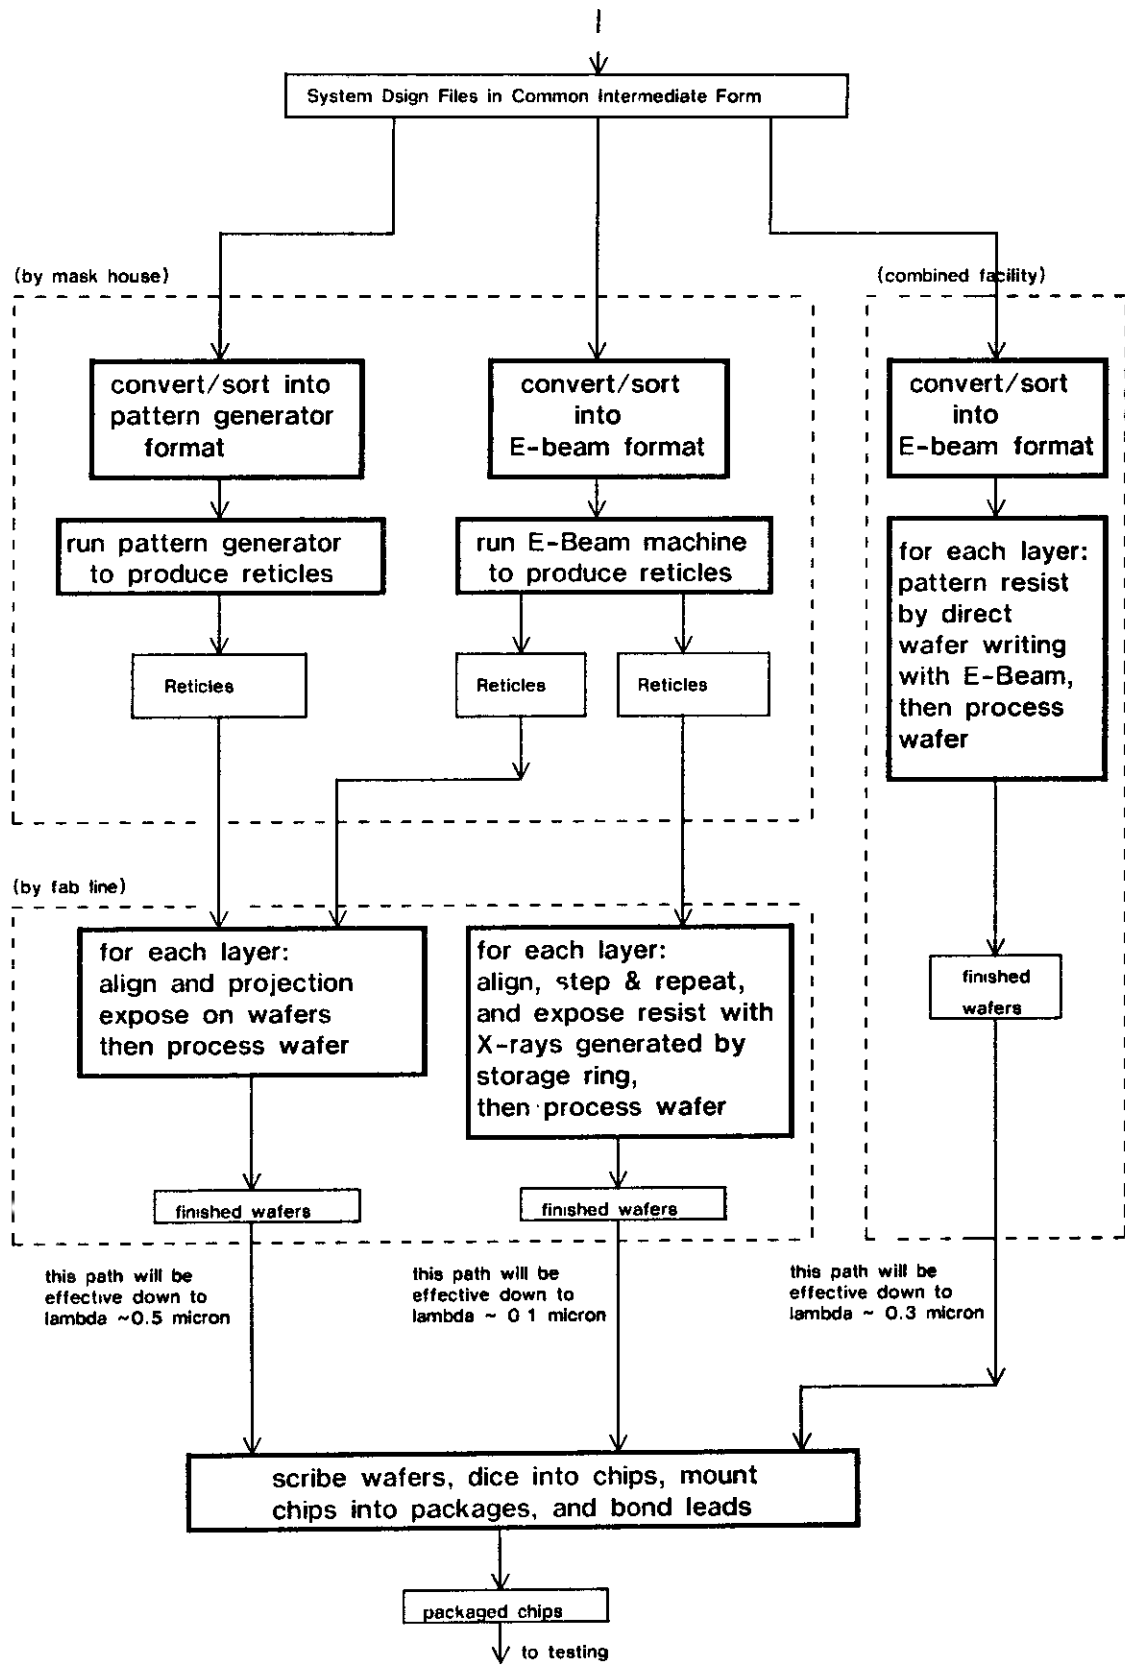 System Dsign Files in Common Intermediate Form
(by mask house)
(combined facility)
convert/sort into
pattern generator
format
convert/sort
into
E-beam format
convert/sort
into
E-beam format
run pattern generator
to produce reticles
run E-Beam machine
to produce reticles
for each layer:
pattern resist
by direct
wafer writing
with E-Beam,
then process
wafer
Reticles
Reticles
Reticles
(by fab line)
for each layer:
align and projection
expose on wafers
then process wafer
for each layer:
align, step & repeat,
and expose resist with
X-rays generated by
storage ring,
then process wafer
finished
wafers
finished wafers
finished wafers
this path will be
effective down to
lambda ~0.5 micron
this path will be
effective down to
lambda ~ 0 1 micron
this path will be
effective down to
lambda ~ 0.3 micron
scribe wafers, dice into chips, mount
chips into packages, and bond leads
packaged chips
to testing